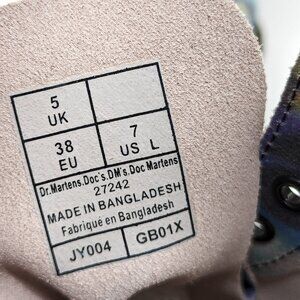 5
UK
38
EU
7
US L
Dr.Martens.Doc's.DM's.Doc Martens
27242
MADE IN BANGLADESH
Fabriqué en Bangladesh
JY004
GB01X